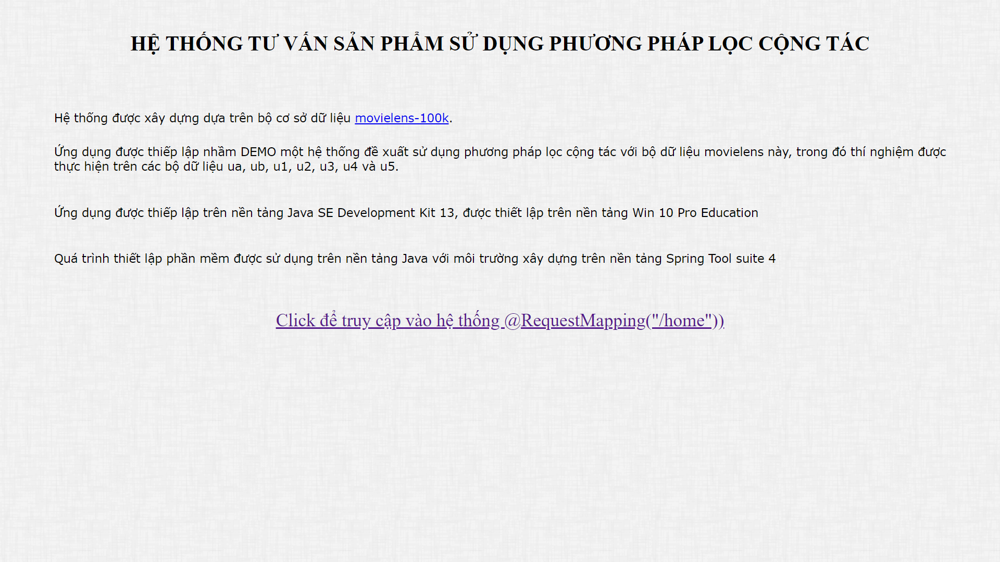 HỆ THỐNG TƯ VẤN SẢN PHẨM SỬ DỤNG PHƯƠNG PHÁP LỌC CỘNG TÁC
Hệ thống được xây dựng dựa trên bộ cơ sở dữ liệu movielens-100k.
Ứng dụng được thiếp lập nhằm DEMO một hệ thống đề xuất sử dụng phương pháp lọc cộng tác với bộ dữ liệu movielens này, trong đó thí nghiệm được
thực hiện trên các bộ dữ liệu ua, ub, u1, u2, u3, u4 và u5.
Ứng dụng được thiếp lập trên nền tảng Java SE Development Kit 13, được thiết lập trên nền tảng Win 10 Pro Education
Quá trình thiết lập phần mềm được sử dụng trên nền tảng Java với môi trường xây dựng trên nền tảng Spring Tool suite 4
Click để truy cập vào hệ thống @RequestMapping("/home"))